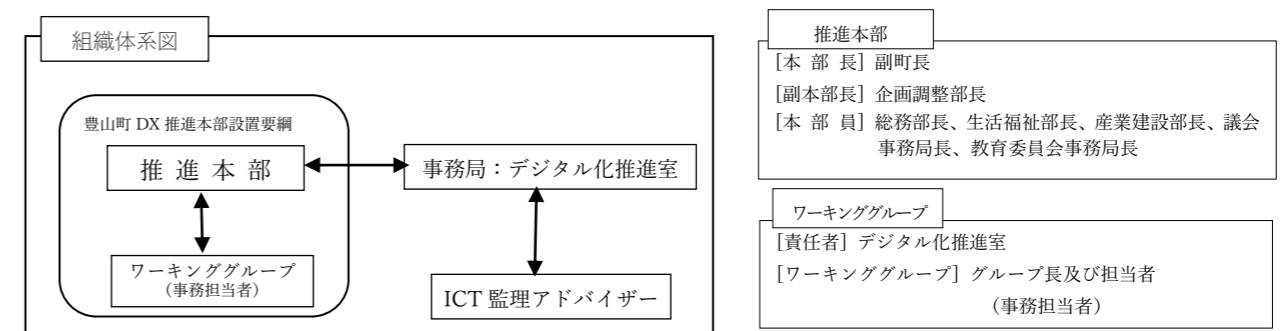 組織体系図
豊山町 DX 推進本部設置要綱
推進本部
事務局：デジタル化推進室
ワーキンググループ
（事務担当者）
ICT 監理アドバイザー
推進本部
［本 部 長］副町長
［副本部長］企画調整部長
［本 部 員］総務部長、生活福祉部長、産業建設部長、議会
事務局長、教育委員会事務局長
ワーキンググループ
［責任者］デジタル化推進室
［ワーキンググループ］グループ長及び担当者
（事務担当者）